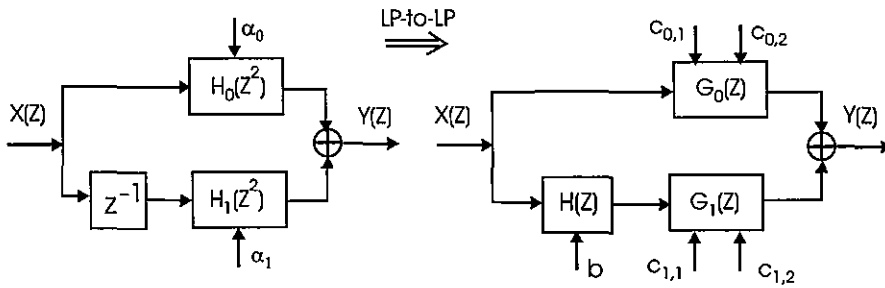 α₀
LP-to-LP
C₀,₁
C₀,₂
H₀(Z²)
G₀(Z)
X(Z)
Y(Z)
X(Z)
Y(Z)
Z⁻¹
H₁(Z²)
H(Z)
G₁(Z)
α₁
b
C₁,₁
C₁,₂